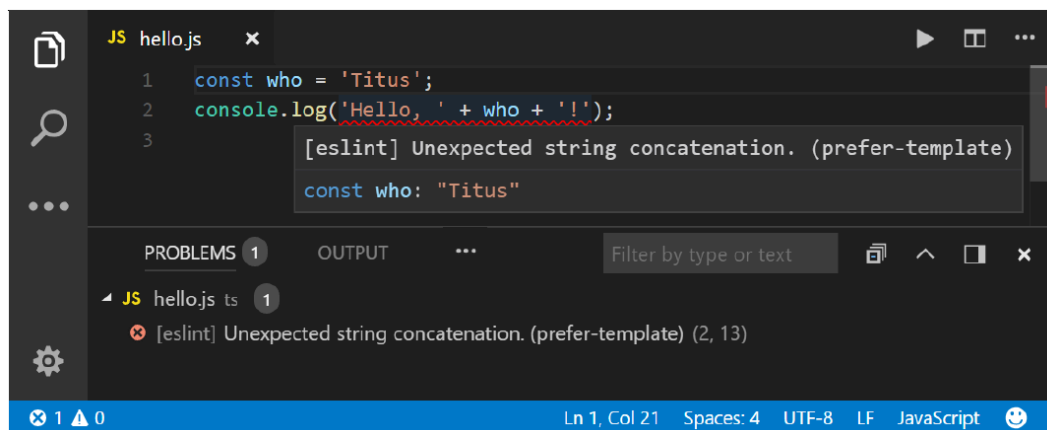 JS hello.js
1 const who = 'Titus';
2 console.log('Hello, ' + who + '!');
3
[eslint] Unexpected string concatenation. (prefer-template)
const who: "Titus"
PROBLEMS 1 OUTPUT ••• Filter by type or text
JS hello.js ts 1
[eslint] Unexpected string concatenation. (prefer-template) (2, 13)
1 0 Ln 1, Col 21 Spaces: 4 UTF-8 LF JavaScript